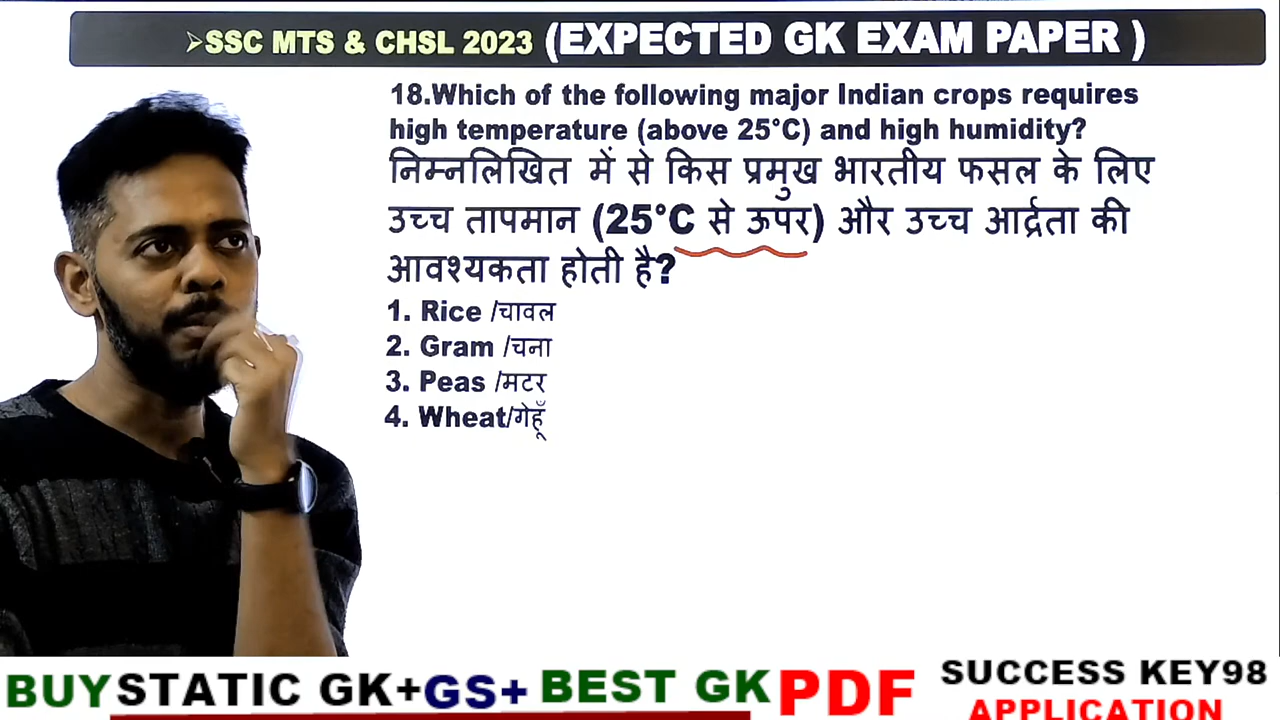 ➢SSC MTS & CHSL 2023 (EXPECTED GK EXAM PAPER )
18.Which of the following major Indian crops requires
high temperature (above 25°C) and high humidity?
निम्नलिखित में से किस प्रमुख भारतीय फसल के लिए
उच्च तापमान (25°C से ऊपर) और उच्च आर्द्रता की
आवश्यकता होती है?
1. Rice /चावल
2. Gram /चना
3. Peas /मटर
4. Wheat/गेहूँ
BUY STATIC GK+GS+ BEST GK PDF SUCCESS KEY98
APPLICATION